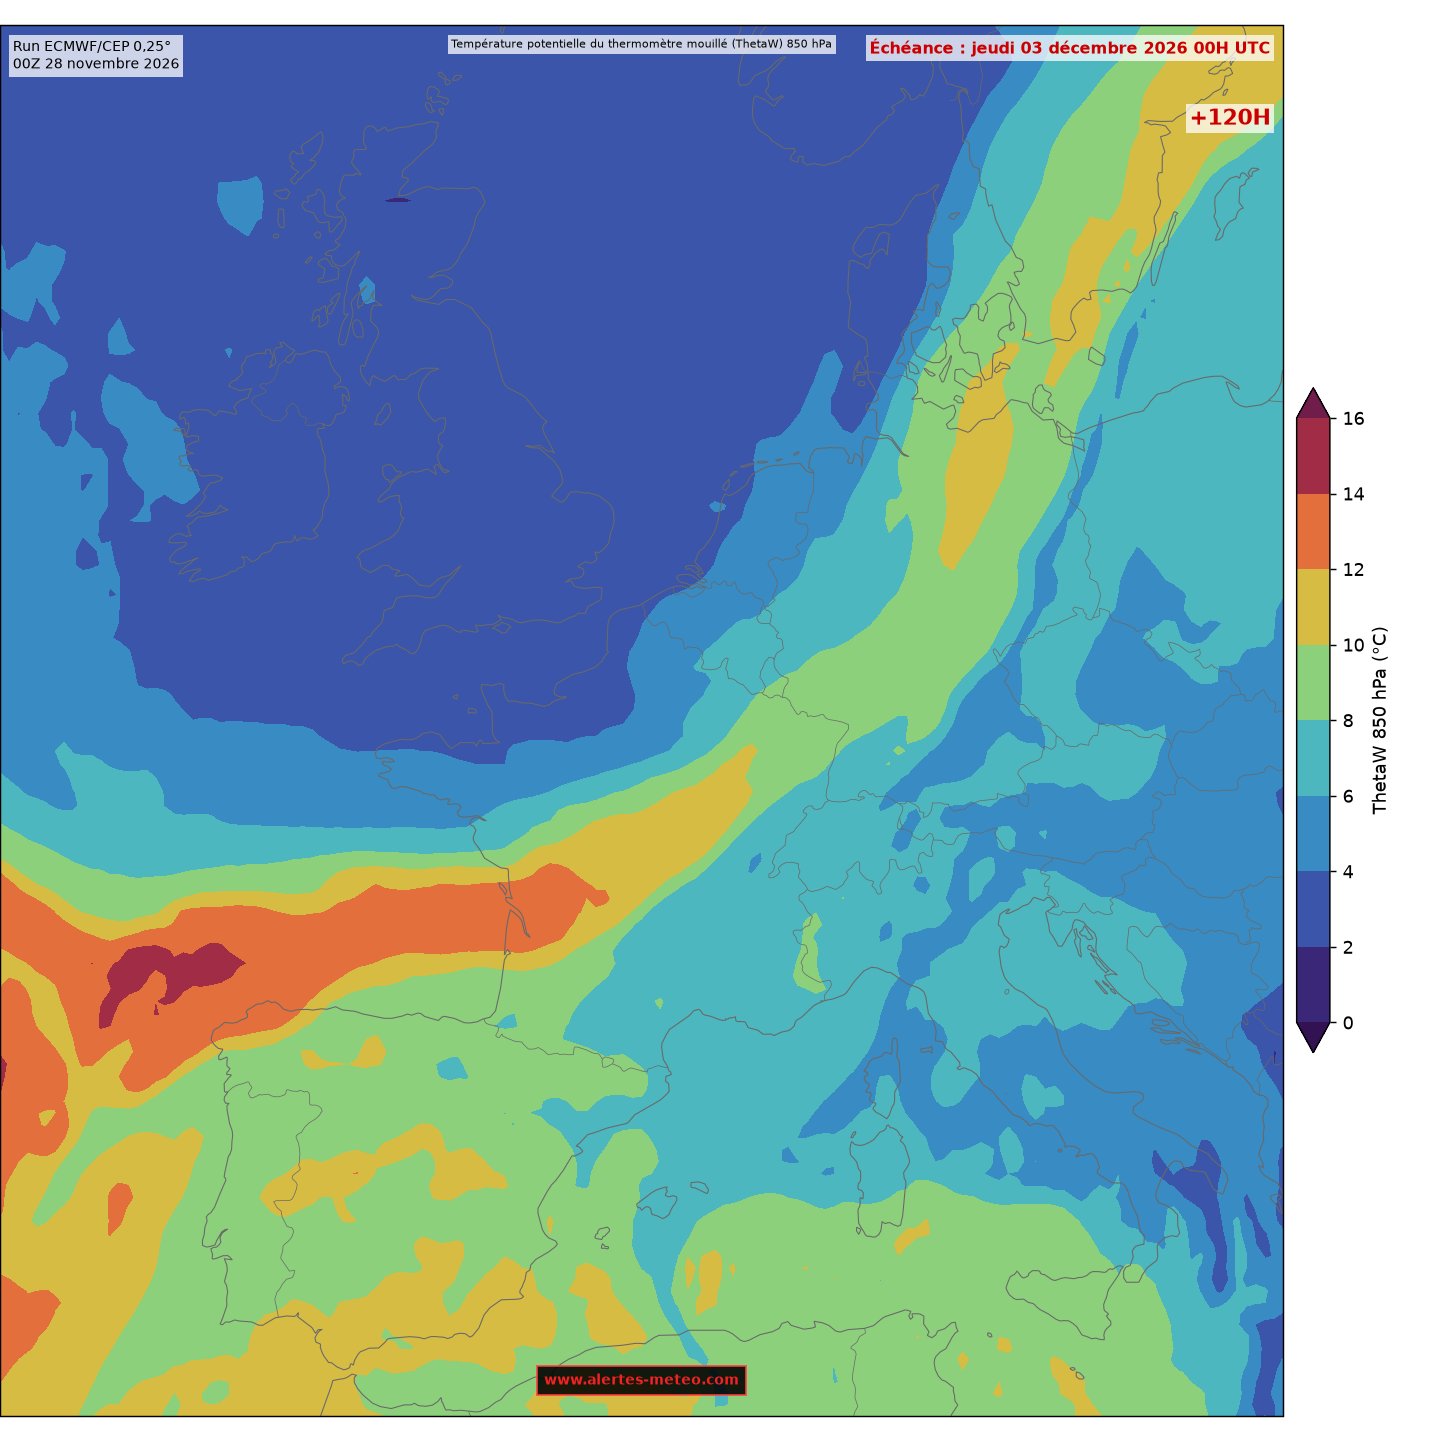 Run ECMWF/CEP 0,25°
00Z 28 novembre 2026
Température potentielle du thermomètre mouillé (ThetaW) 850 hPa
Échéance : jeudi 03 décembre 2026 00H UTC
+120H
16
14
12
10
8
6
4
2
0
ThetaW 850 hPa (°C)
www.alertes-meteo.com